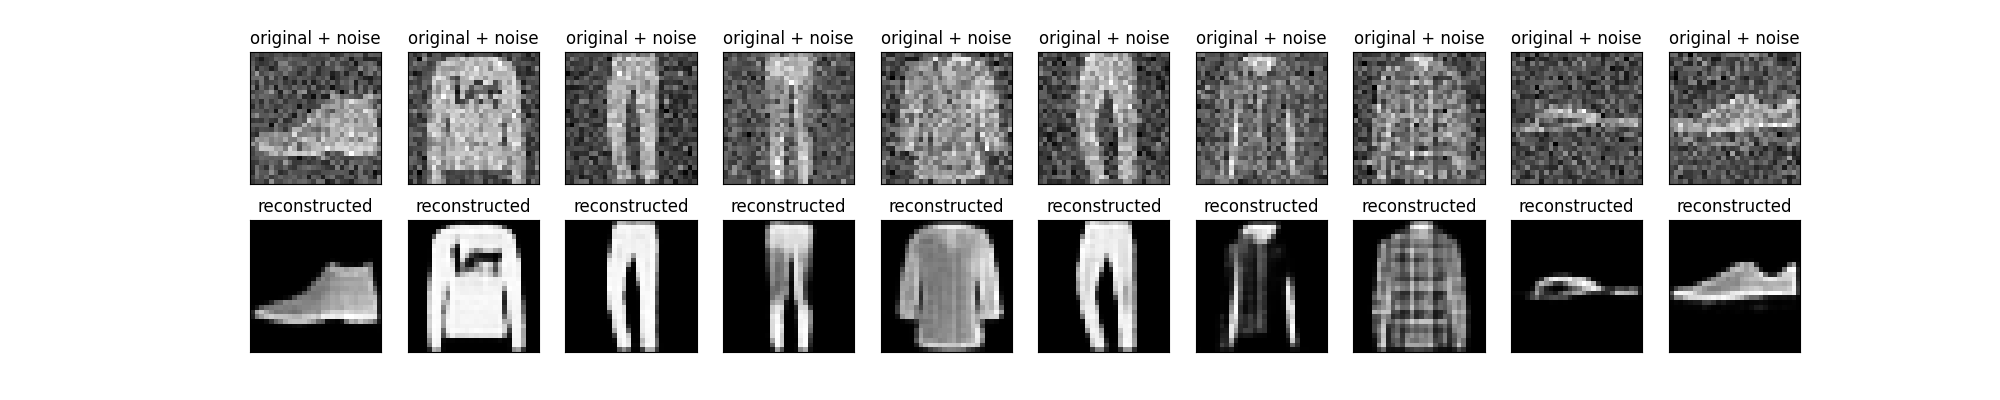 original + noise original + noise original + noise original + noise original + noise original + noise original + noise original + noise original + noise original + noise
reconstructed reconstructed reconstructed reconstructed reconstructed reconstructed reconstructed reconstructed reconstructed reconstructed